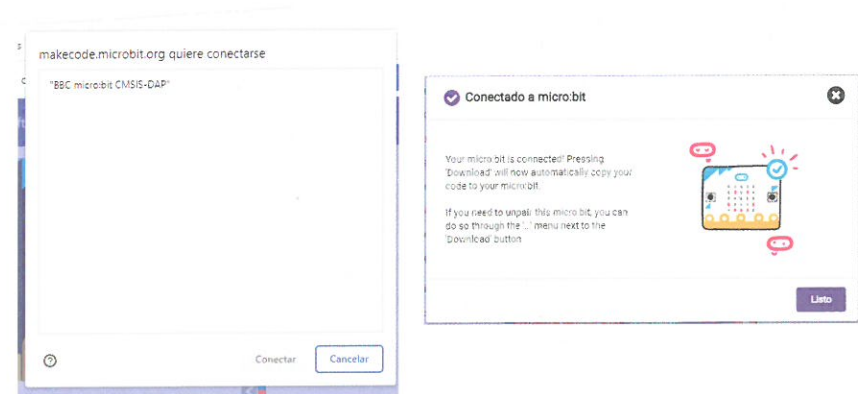 makecode.microbit.org quiere conectarse
"BBC micro:bit CMSIS-DAP"
Conectar
Cancelar
Conectado a micro:bit
Your micro:bit is connected! Pressing
'Download' will now automatically copy your
code to your micro:bit.
If you need to unpair this micro:bit, you can
do so through the '...' menu next to the
'Download' button
Listo